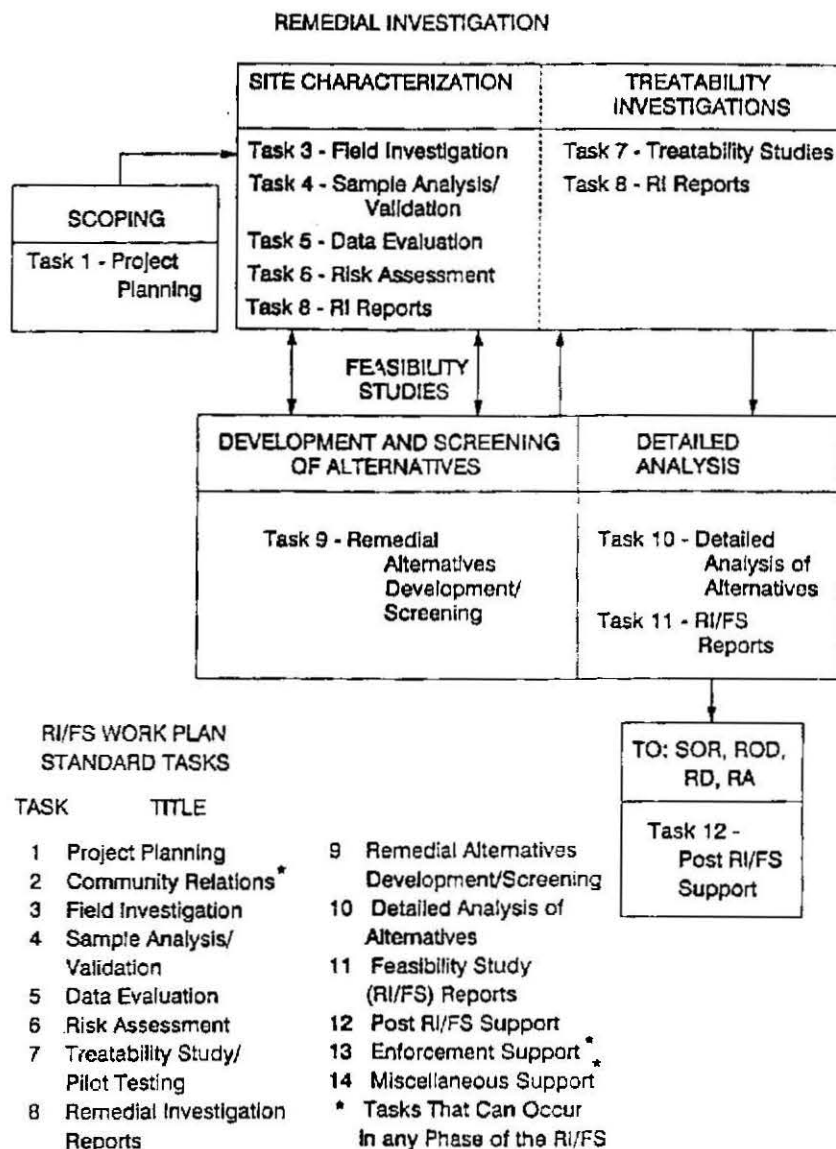 REMEDIAL INVESTIGATION
SITE CHARACTERIZATION
Task 3 - Field Investigation
Task 4 - Sample Analysis/
Validation
Task 5 - Data Evaluation
Task 6 - Risk Assessment
Task 8 - RI Reports
TREATABILITY
INVESTIGATIONS
Task 7 - Treatability Studies
Task 8 - RI Reports
SCOPING
Task 1 - Project
Planning
FEASIBILITY
STUDIES
DEVELOPMENT AND SCREENING
OF ALTERNATIVES
Task 9 - Remedial
Alternatives
Development/
Screening
DETAILED
ANALYSIS
Task 10 - Detailed
Analysis of
Alternatives
Task 11 - RI/FS
Reports
TO: SOR, ROD,
RD, RA
Task 12 -
Post RI/FS
Support
RI/FS WORK PLAN
STANDARD TASKS
TASK TITLE
1 Project Planning
2 Community Relations*
3 Field Investigation
4 Sample Analysis/
Validation
5 Data Evaluation
6 Risk Assessment
7 Treatability Study/
Pilot Testing
8 Remedial Investigation
Reports
9 Remedial Alternatives
Development/Screening
10 Detailed Analysis of
Alternatives
11 Feasibility Study
(RI/FS) Reports
12 Post RI/FS Support
13 Enforcement Support*
14 Miscellaneous Support*
* Tasks That Can Occur
in any Phase of the RI/FS